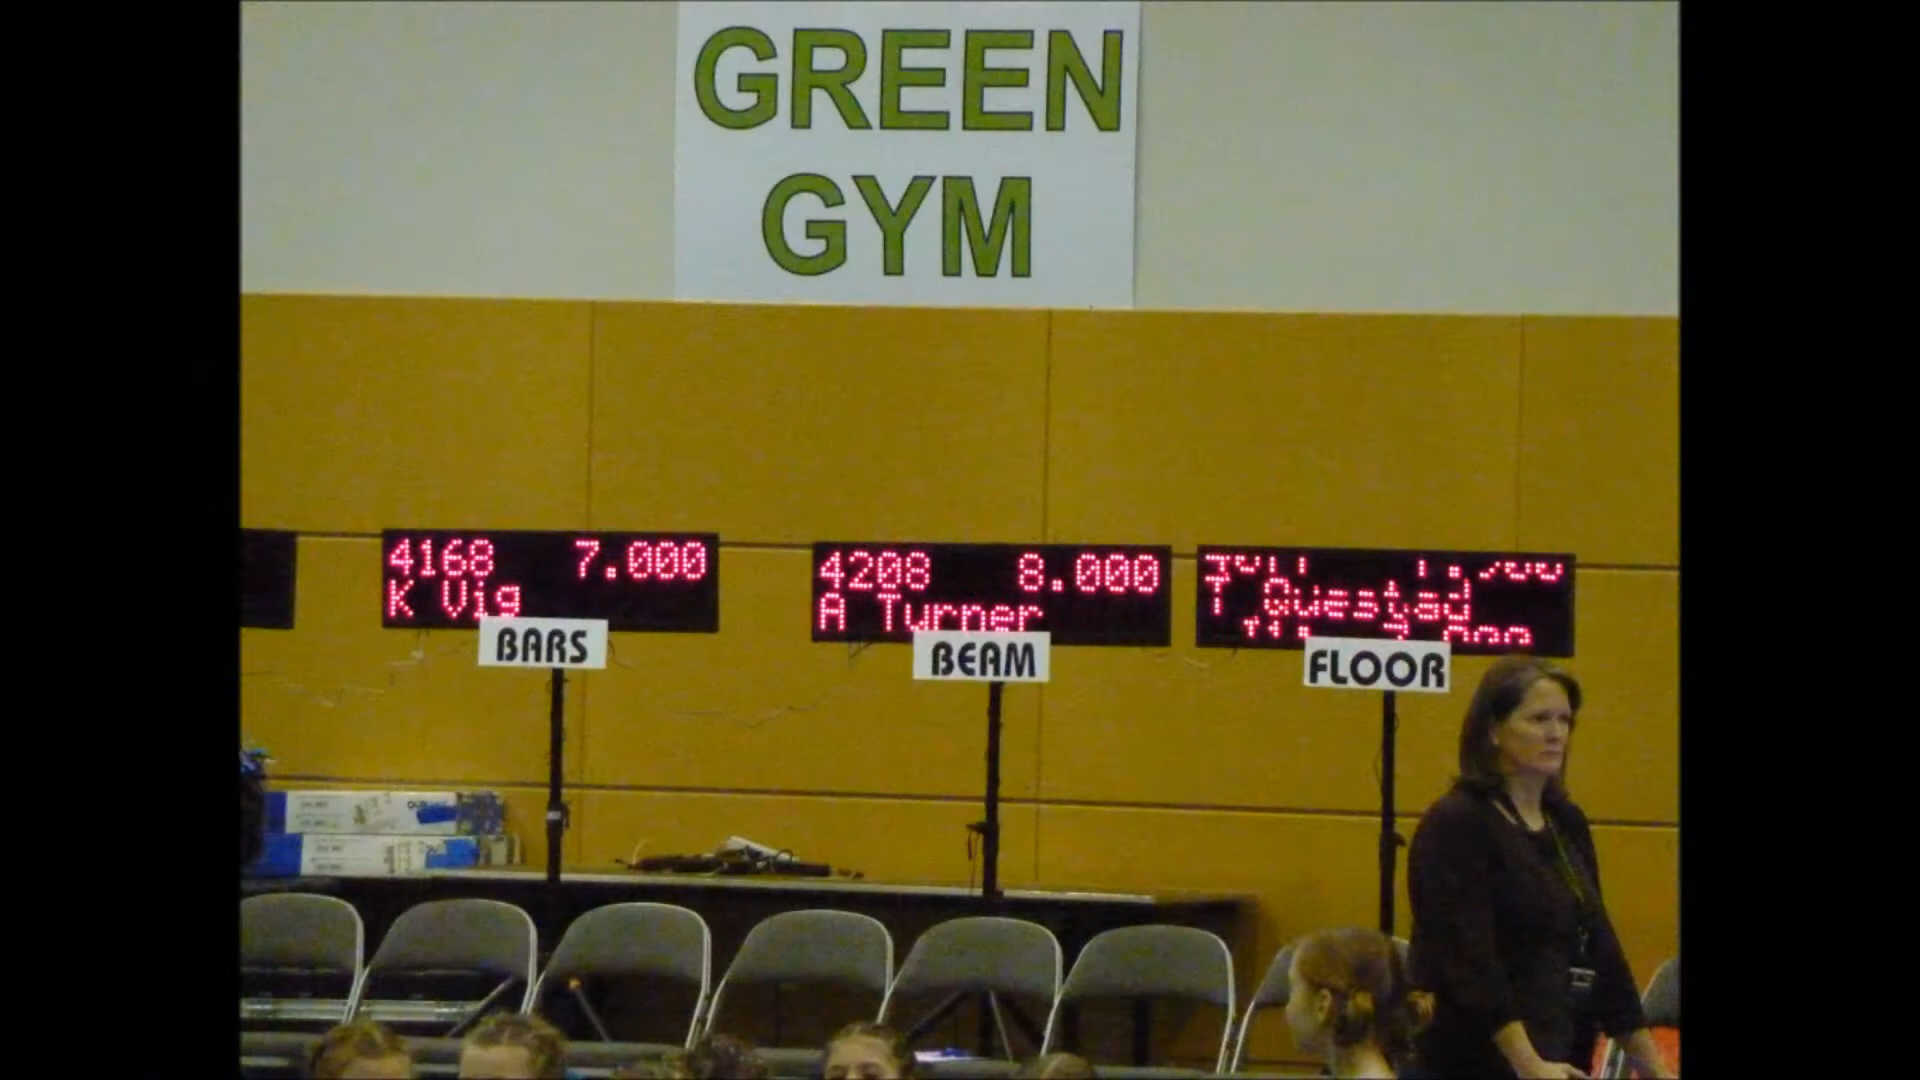 GREEN
GYM
4168 7.000
K Vig
BARS
4208 8.000
A Turner
BEAM
T Questad
FLOOR